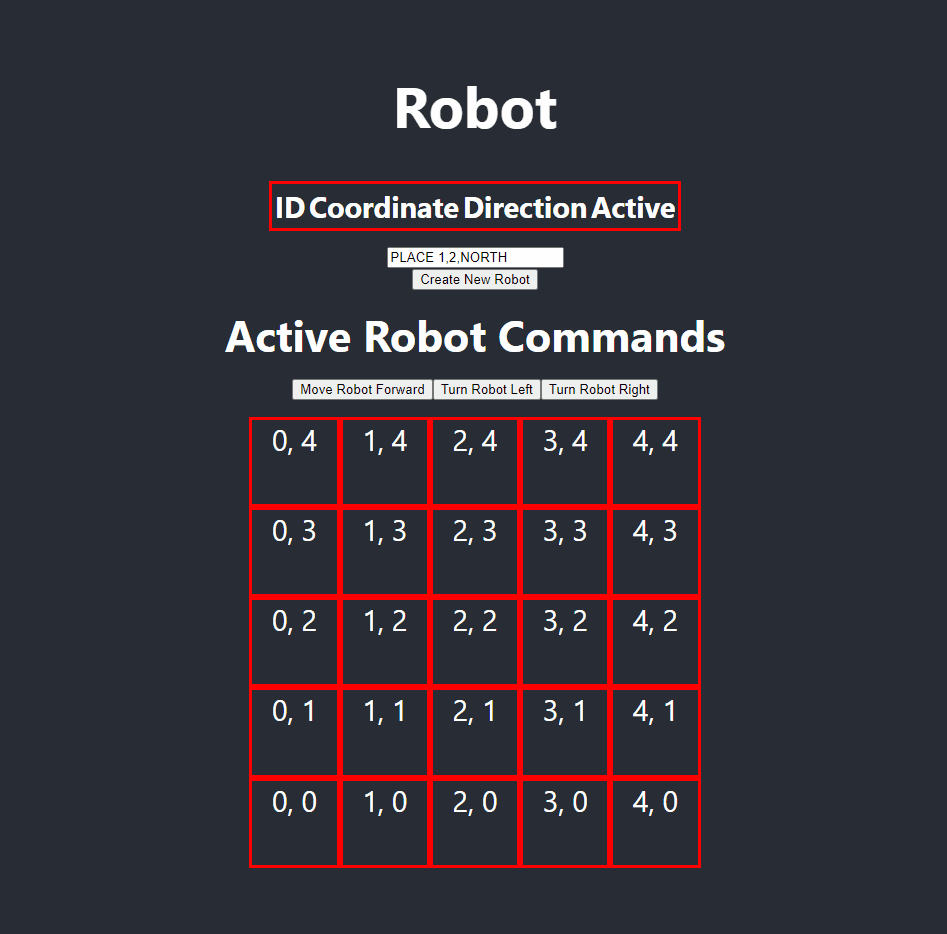 Robot
ID Coordinate Direction Active
PLACE 1,2,NORTH
Create New Robot
Active Robot Commands
Move Robot Forward Turn Robot Left Turn Robot Right
0, 4 1, 4 2, 4 3, 4 4, 4
0, 3 1, 3 2, 3 3, 3 4, 3
0, 2 1, 2 2, 2 3, 2 4, 2
0, 1 1, 1 2, 1 3, 1 4, 1
0, 0 1, 0 2, 0 3, 0 4, 0